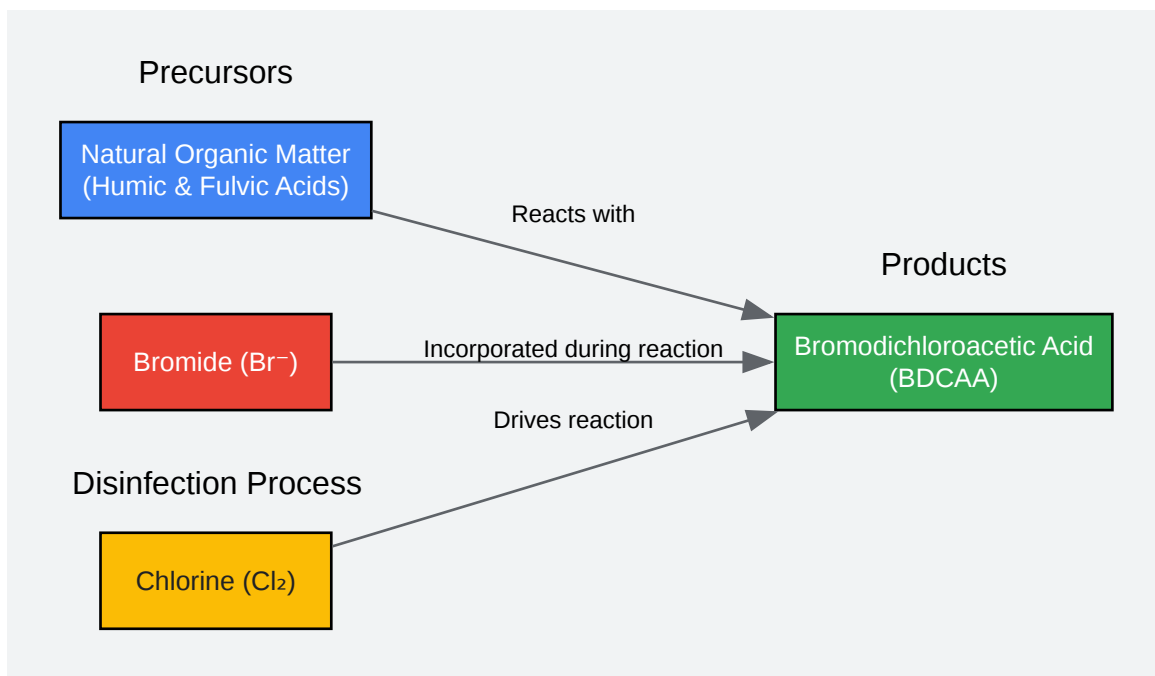 Precursors
Natural Organic Matter
(Humic & Fulvic Acids)
Reacts with
Products
Bromide (Br⁻)
Incorporated during reaction
Bromodichloroacetic Acid
(BDCAA)
Drives reaction
Disinfection Process
Chlorine (Cl₂)